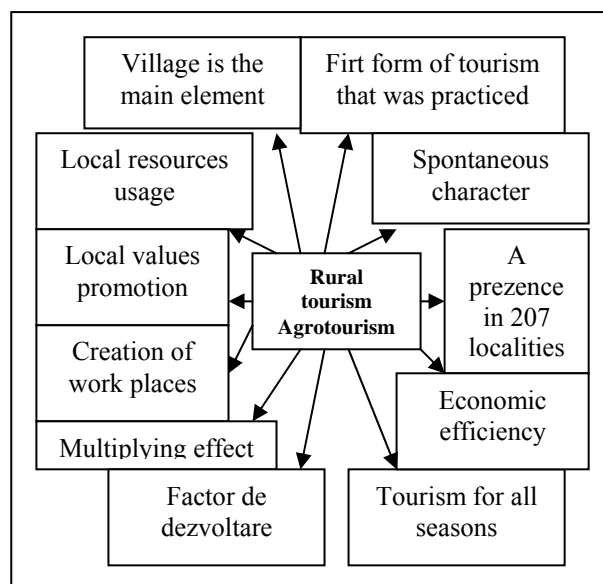 Village is the
main element
Firt form of tourism
that was practiced
Local resources
usage
Spontaneous
character
Local values
promotion
Rural
tourism
Agrotourism
A
prezence
in 207
localities
Creation of
work places
Economic
efficiency
Multiplying effect
Factor de
dezvoltare
Tourism for all
seasons